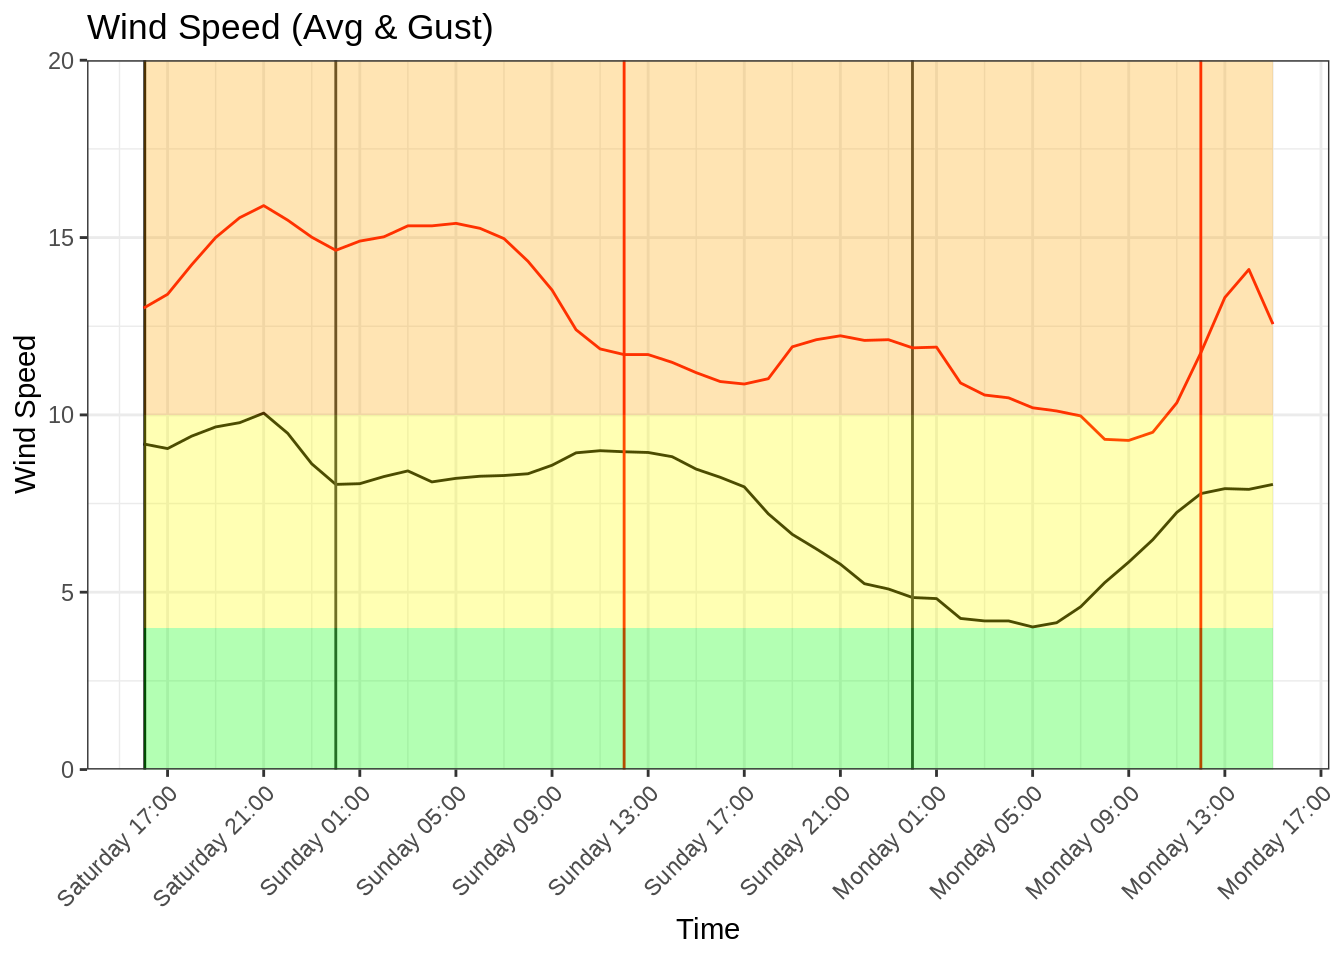 Wind Speed (Avg & Gust)
20
15
10
5
0
Wind Speed
Saturday 17:00
Saturday 21:00
Sunday 01:00
Sunday 05:00
Sunday 09:00
Sunday 13:00
Sunday 17:00
Sunday 21:00
Monday 01:00
Monday 05:00
Monday 09:00
Monday 13:00
Monday 17:00
Time